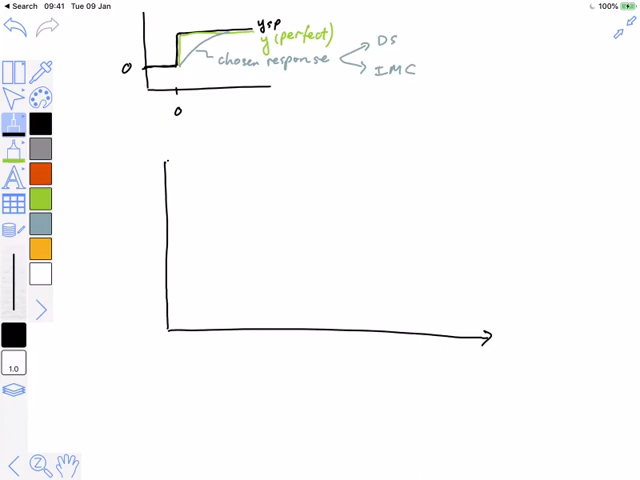 Search 09:41 Tue 09 Jan 100%
ysp
y (perfect)
chosen response
DS
IMC
0
0
A
1.0
Z